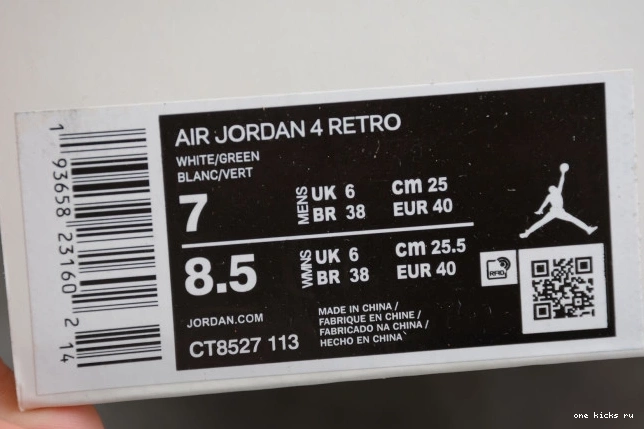 AIR JORDAN 4 RETRO
WHITE/GREEN
BLANC/VERT
7
MENS
UK 6
BR 38
cm 25
EUR 40
8.5
WMNS
UK 6
BR 38
cm 25.5
EUR 40
RFID
JORDAN.COM
CT8527 113
MADE IN CHINA /
FABRIQUE EN CHINE /
FABRICADO NA CHINA /
HECHO EN CHINA
1 93658 23160 2 14
one kicks ru